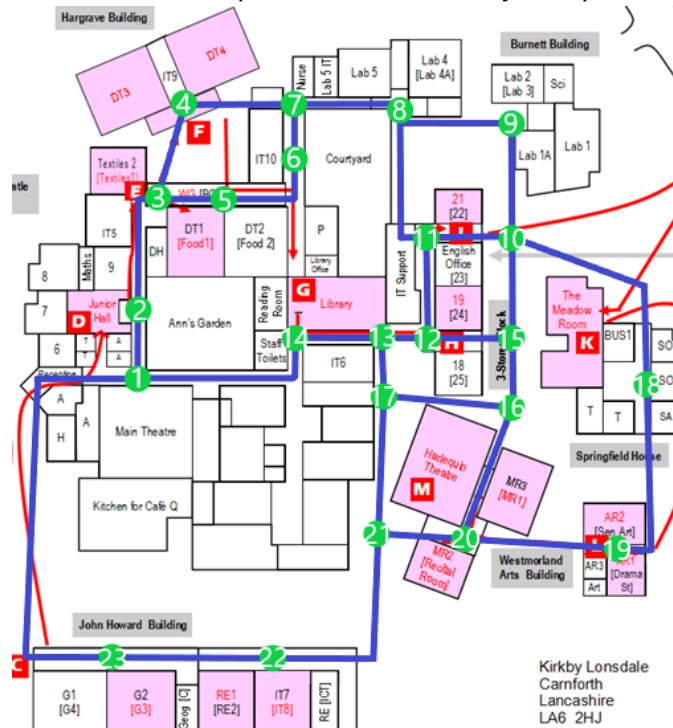 Hargrave Building
Burnett Building
DT4
DT3
IT9
Nurse
Lab 5 IT
Lab 5
Lab 4
[Lab 4A]
Lab 2
[Lab 3]
Sci
Lab 1A
Lab 1
4
7
8
9
F
IT10
6
Courtyard
Textiles 2
[Textiles1]
E
3
5
21
[22]
11
10
IT5
DH
DT1
[Food1]
DT2
[Food 2]
P
Library
Office
IT Support
English
Office
[23]
8
Maths
9
7
Junior
Hall
D
2
Ann's Garden
Reading
Room
G
Library
19
[24]
The
Meadow
Room
K
BUS1
SO
6
T
A
T
A
Staff
Toilets
14
13
12
H
15
IT6
18
[25]
SO
18
1
A
H
A
Main Theatre
17
16
T
T
SA
Springfield House
Kitchen for Café Q
Harlequin
Theatre
M
MR3
[MR1]
21
20
MR2
[Recital
Room]
Westmorland
Arts Building
AR2
[Sen Art]
19
AR3
AR1
[Drama
St]
Art
John Howard Building
C
23
22
G1
[G4]
G2
[G3]
Geog [C]
RE1
[RE2]
IT7
[IT8]
RE [ICT]
Kirkby Lonsdale
Carnforth
Lancashire
LA6 2HJ